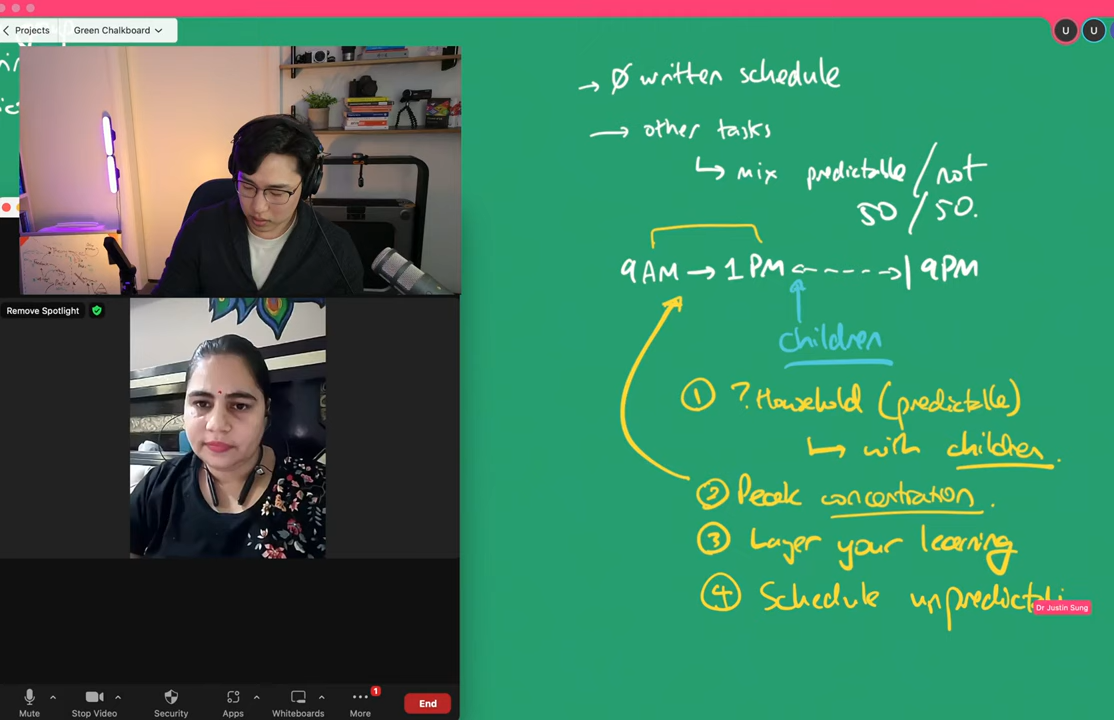 Projects
Green Chalkboard
U
U
→ Ø written schedule
→ other tasks
↳ mix predictable / not
50 / 50.
9AM → 1PM ←----→| 9PM
children
① ? Household (predictable)
↳ with children.
② Peak concentration.
③ Layer your learning
④ Schedule unpredictabi
Dr Justin Sung
Remove Spotlight
Mute
Stop Video
Security
Apps
Whiteboards
More
1
End